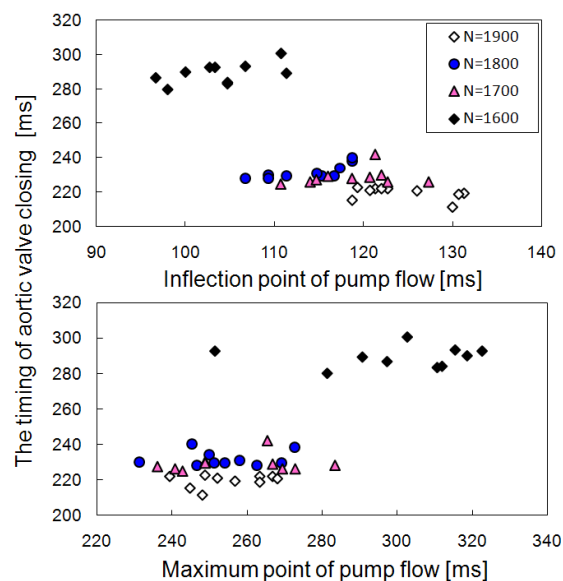 The timing of aortic valve closing [ms]
320
300
280
260
240
220
200
90 100 110 120 130 140
Inflection point of pump flow [ms]
N=1900
N=1800
N=1700
N=1600
320
300
280
260
240
220
200
220 240 260 280 300 320 340
Maximum point of pump flow [ms]